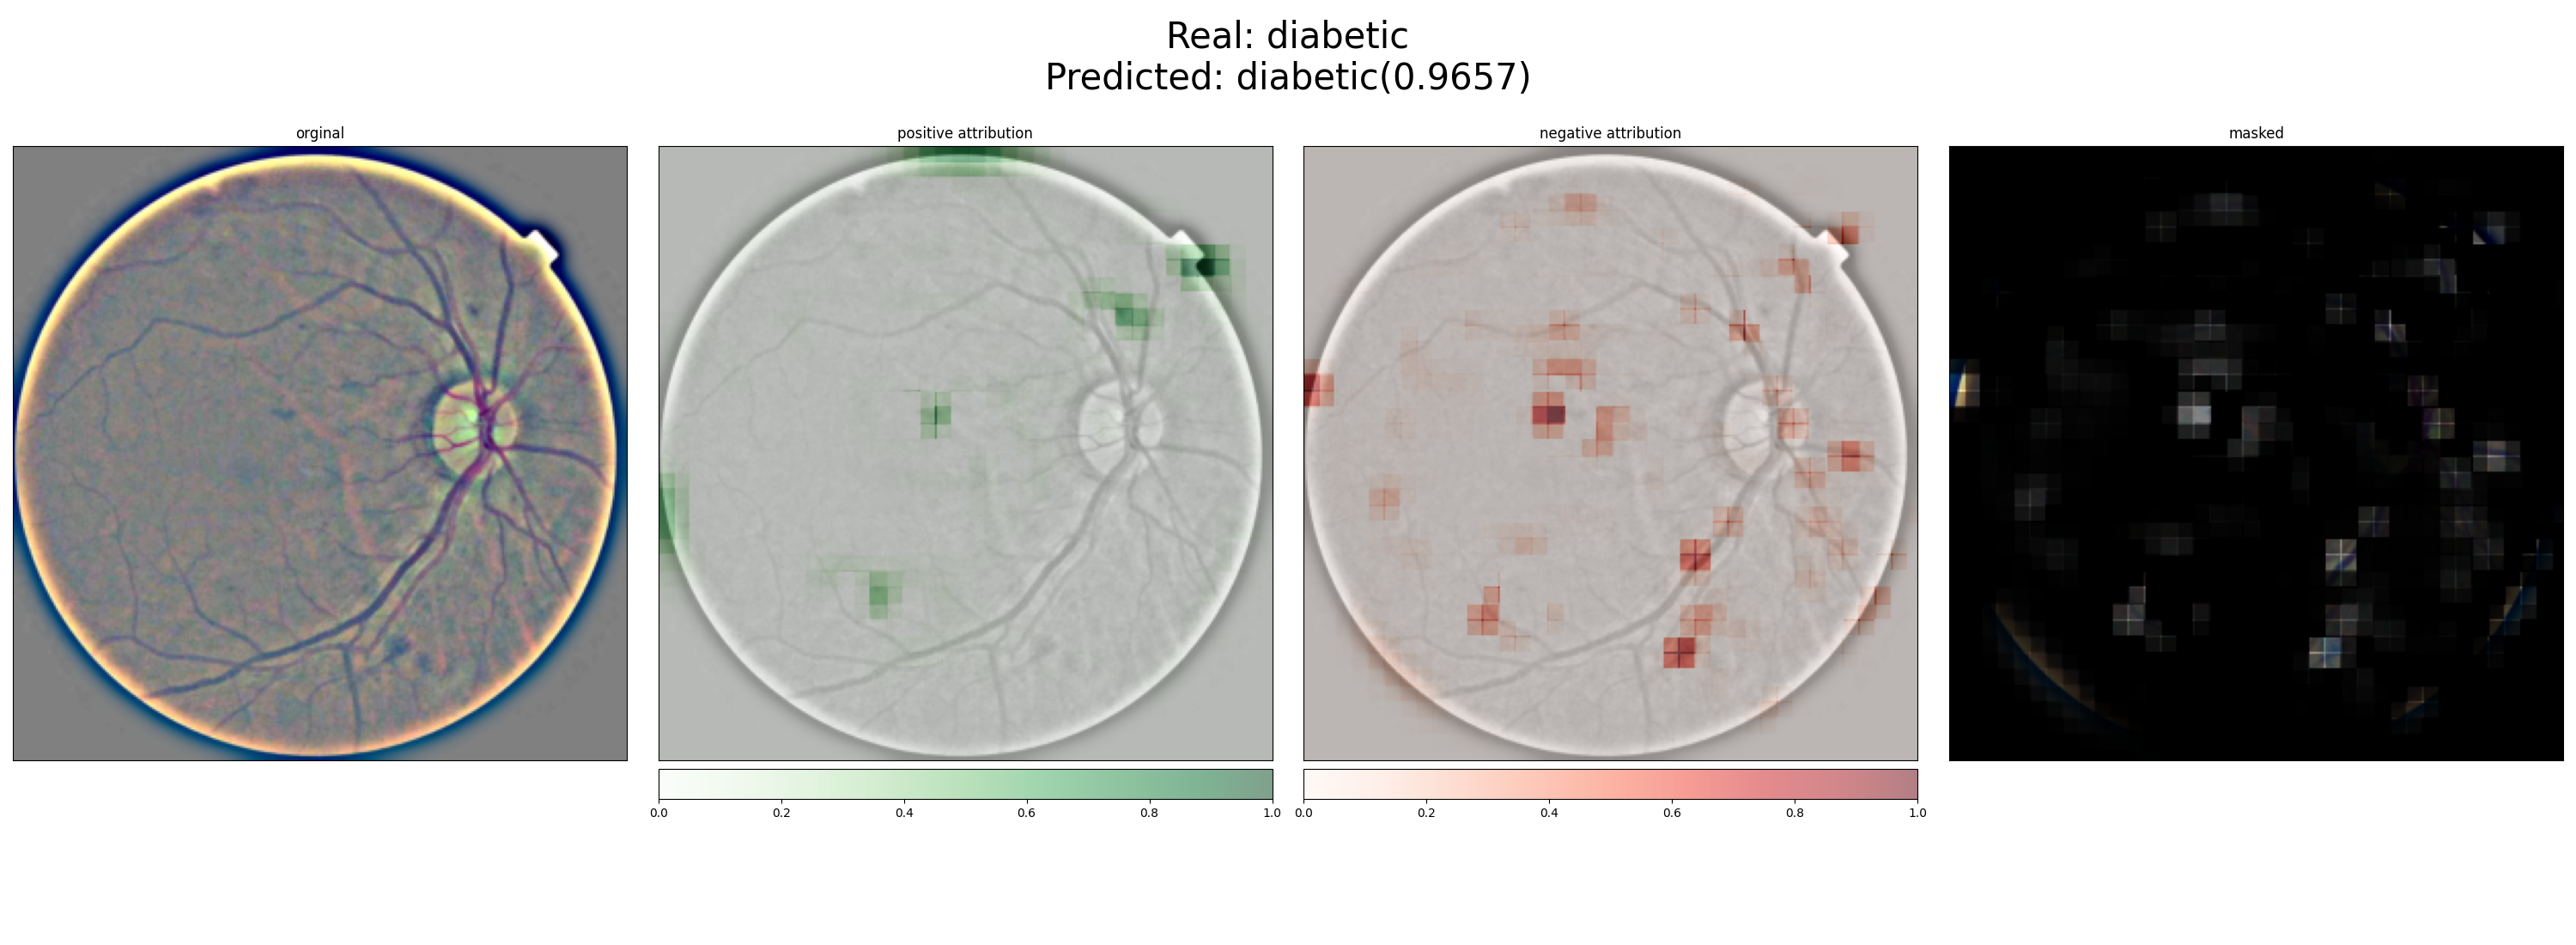 Real: diabetic
Predicted: diabetic(0.9657)
orginal
positive attribution
negative attribution
masked
0.0 0.2 0.4 0.6 0.8 1.0
0.0 0.2 0.4 0.6 0.8 1.0